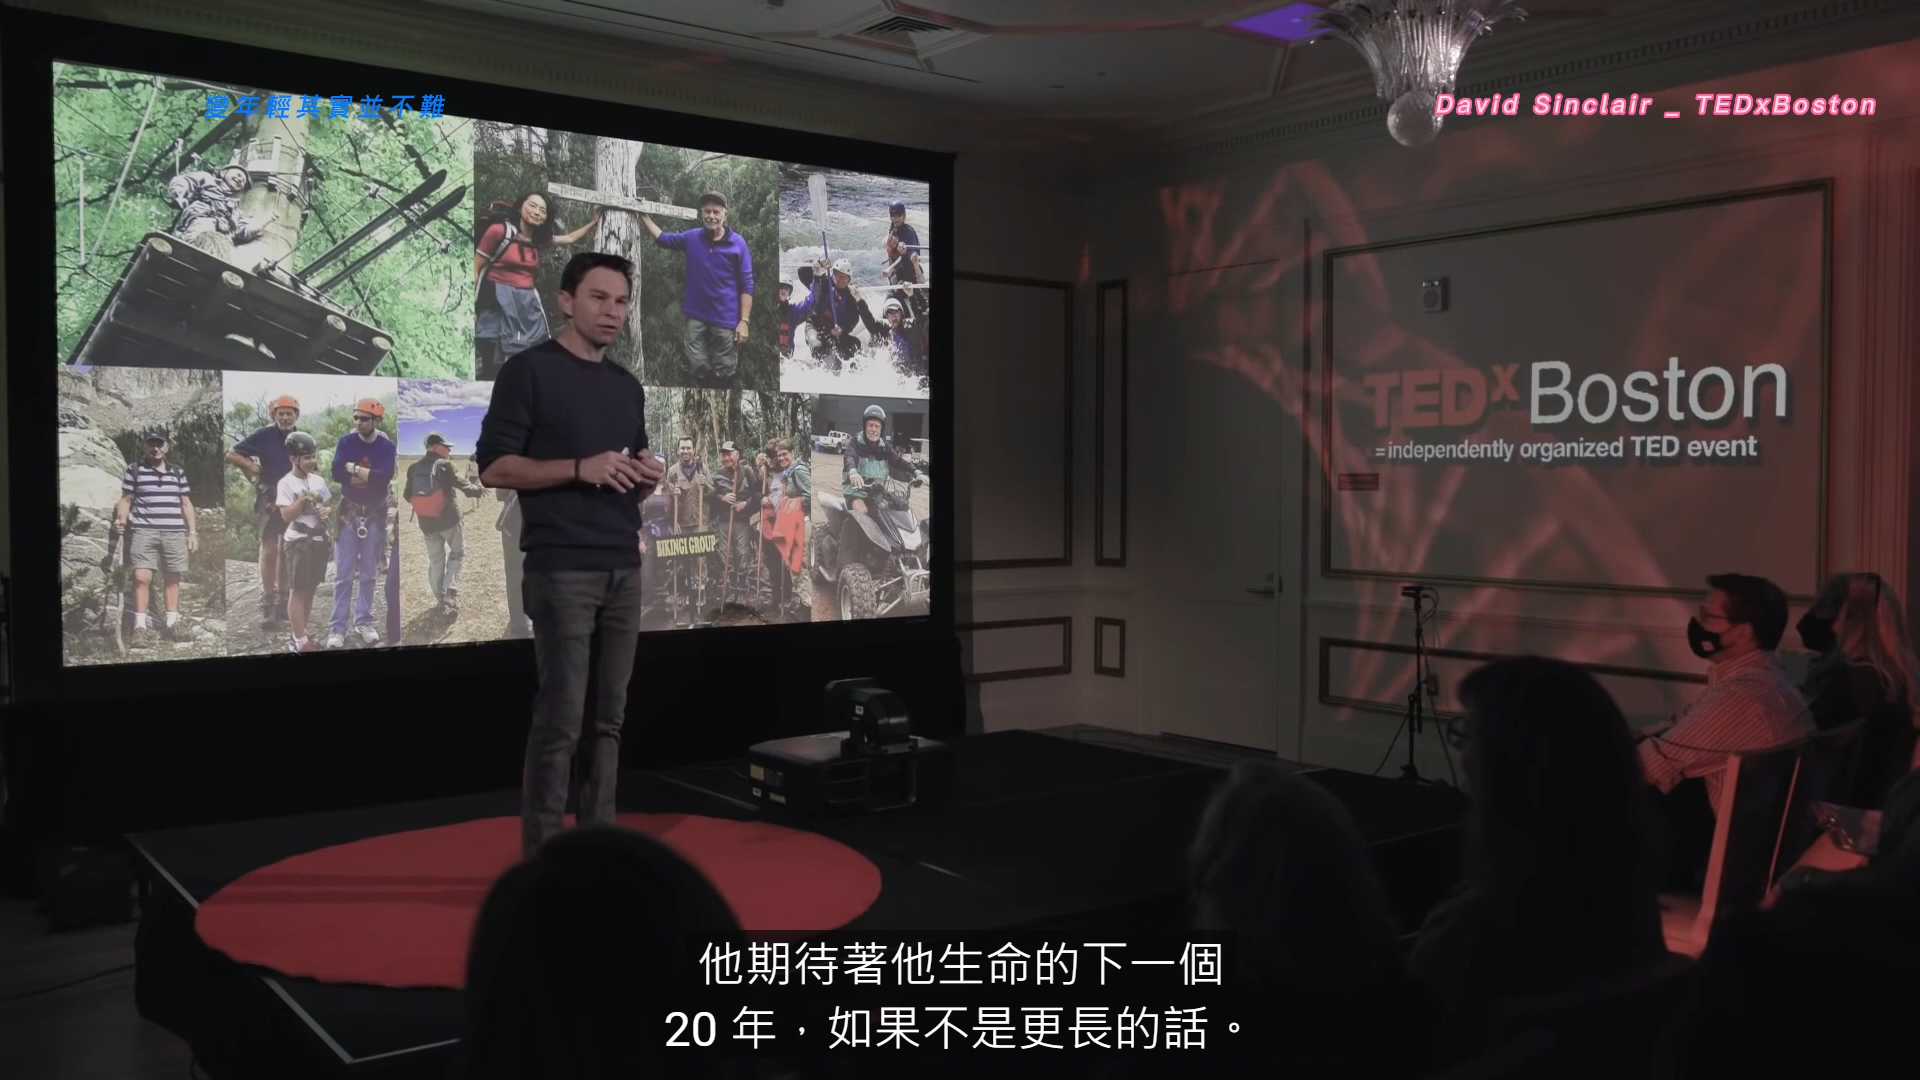 變年輕其實並不難
David Sinclair _ TEDxBoston
TEDxBoston
=independently organized TED event
BIKINGI GROUP
他期待著他生命的下一個
20 年，如果不是更長的話。